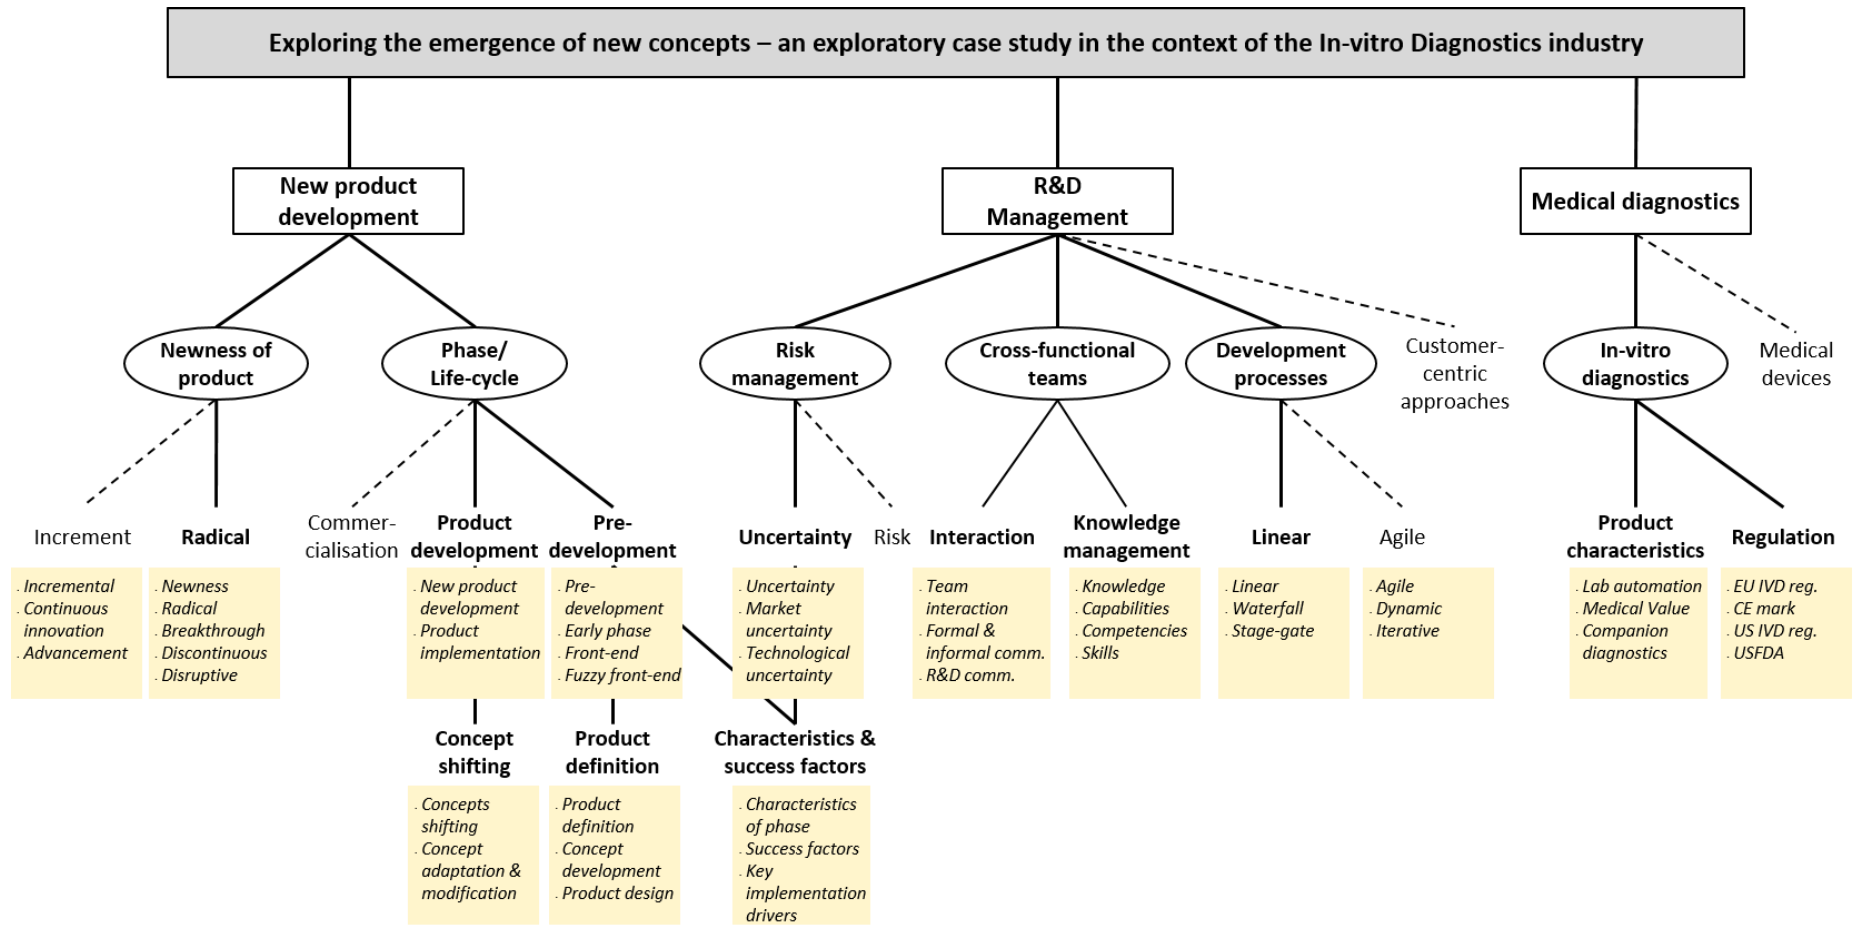 Exploring the emergence of new concepts – an exploratory case study in the context of the In-vitro Diagnostics industry
New product
development
R&D
Management
Medical diagnostics
Newness of
product
Phase/
Life-cycle
Risk
management
Cross-functional
teams
Development
processes
Customer-
centric
approaches
In-vitro
diagnostics
Medical
devices
Increment
Radical
Commer-
cialisation
Product
development
Pre-
development
Uncertainty
Risk
Interaction
Knowledge
management
Linear
Agile
Product
characteristics
Regulation
. Incremental
. Continuous
innovation
. Advancement
. Newness
. Radical
. Breakthrough
. Discontinuous
. Disruptive
. New product
development
. Product
implementation
. Pre-
development
. Early phase
. Front-end
. Fuzzy front-end
. Uncertainty
. Market
uncertainty
. Technological
uncertainty
. Team
interaction
. Formal &
informal comm.
. R&D comm.
. Knowledge
. Capabilities
. Competencies
. Skills
. Linear
. Waterfall
. Stage-gate
. Agile
. Dynamic
. Iterative
. Lab automation
. Medical Value
. Companion
diagnostics
. EU IVD reg.
. CE mark
. US IVD reg.
. USFDA
Concept
shifting
Product
definition
Characteristics &
success factors
. Concepts
shifting
. Concept
adaptation &
modification
. Product
definition
. Concept
development
. Product design
. Characteristics
of phase
. Success factors
. Key
implementation
drivers